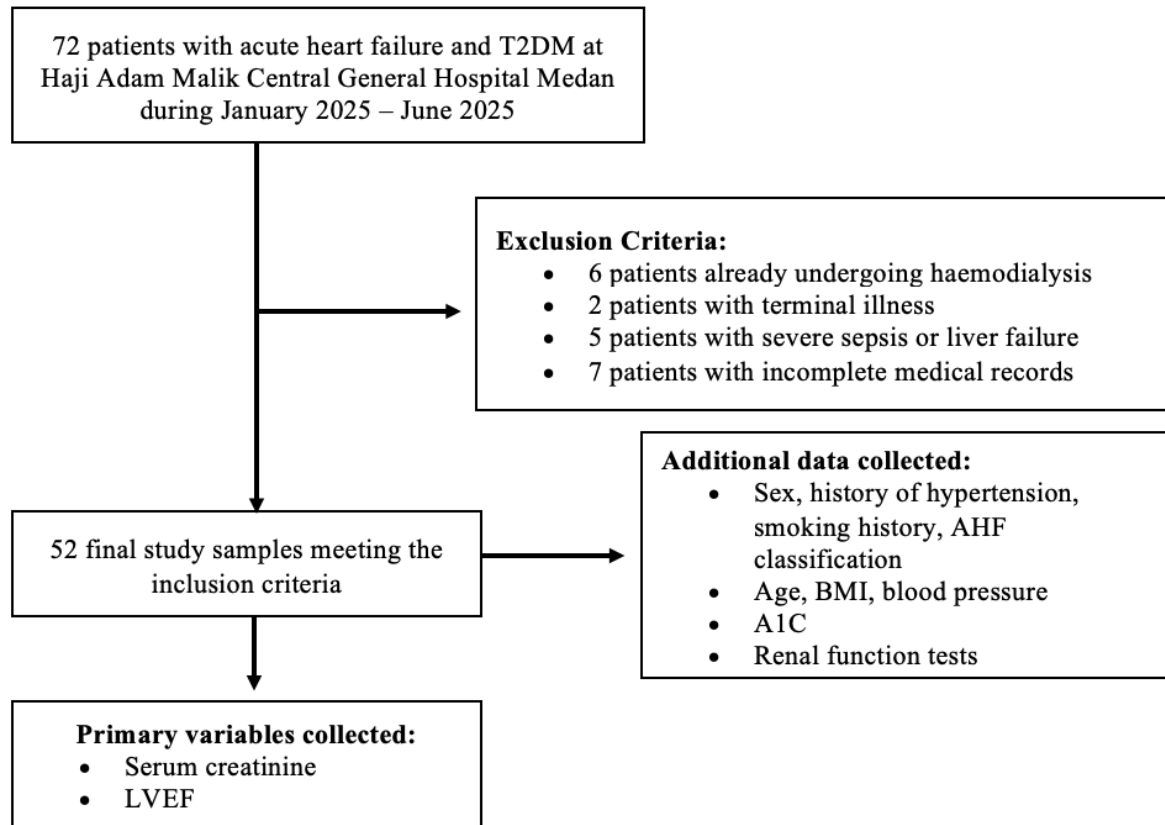 72 patients with acute heart failure and T2DM at
Haji Adam Malik Central General Hospital Medan
during January 2025 – June 2025
Exclusion Criteria:
• 6 patients already undergoing haemodialysis
• 2 patients with terminal illness
• 5 patients with severe sepsis or liver failure
• 7 patients with incomplete medical records
52 final study samples meeting the
inclusion criteria
Additional data collected:
• Sex, history of hypertension,
smoking history, AHF
classification
• Age, BMI, blood pressure
• A1C
• Renal function tests
Primary variables collected:
• Serum creatinine
• LVEF